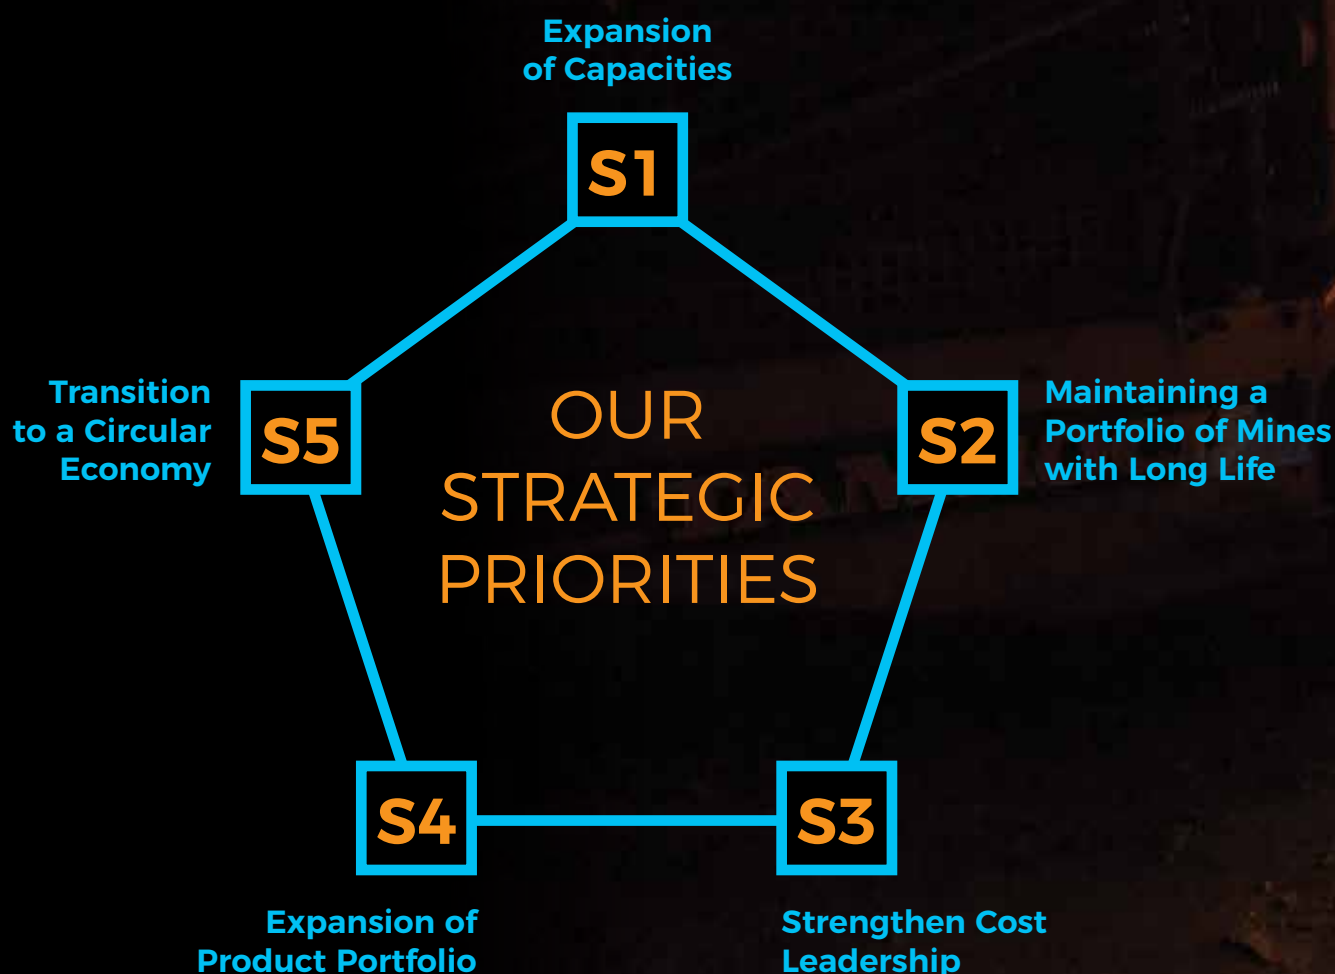 Expansion
of Capacities
S1
Transition
to a Circular
Economy
S5
OUR
STRATEGIC
PRIORITIES
S2
Maintaining a
Portfolio of Mines
with Long Life
S4
S3
Expansion of
Product Portfolio
Strengthen Cost
Leadership